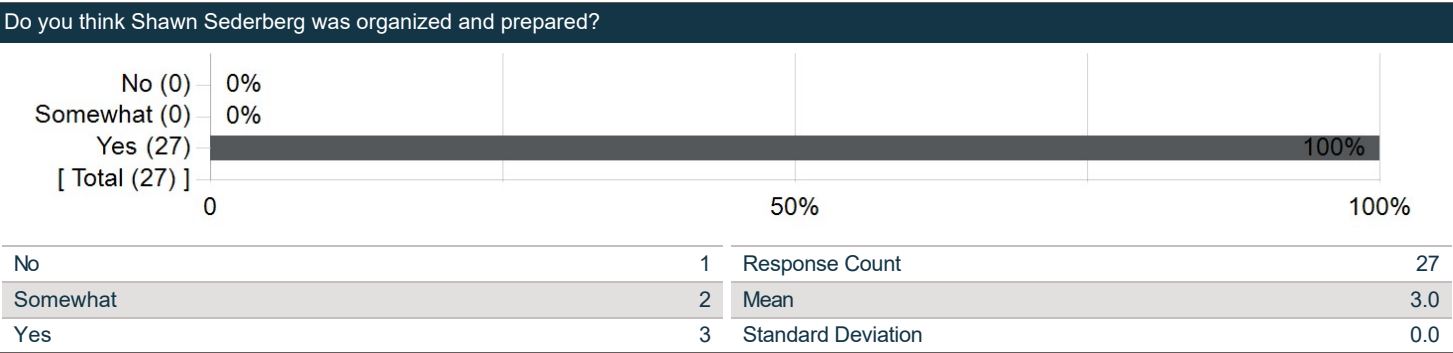 Do you think Shawn Sederberg was organized and prepared?
No (0) 0%
Somewhat (0) 0%
Yes (27) 100%
[ Total (27) ]
0 50% 100%
No 1 Response Count 27
Somewhat 2 Mean 3.0
Yes 3 Standard Deviation 0.0